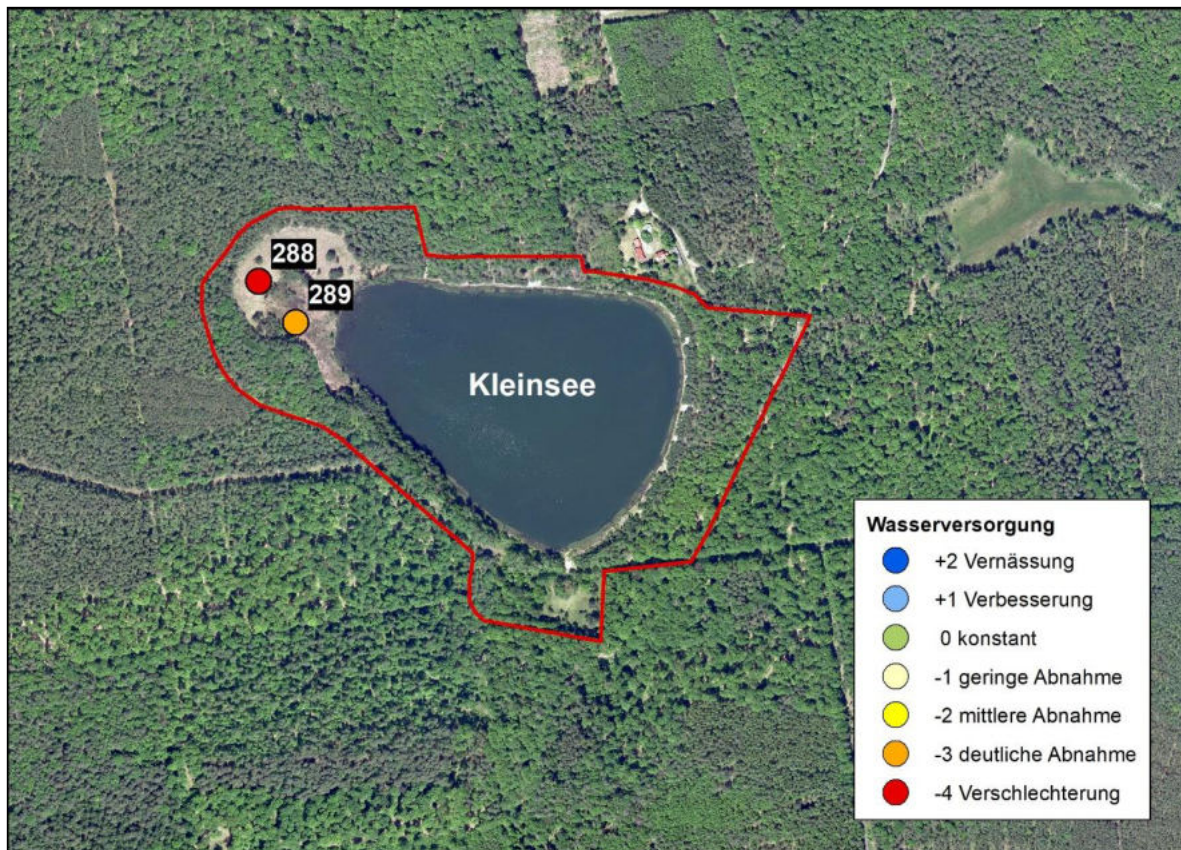 288
289
Kleinsee
Wasserversorgung
+2 Vernässung
+1 Verbesserung
0 konstant
-1 geringe Abnahme
-2 mittlere Abnahme
-3 deutliche Abnahme
-4 Verschlechterung